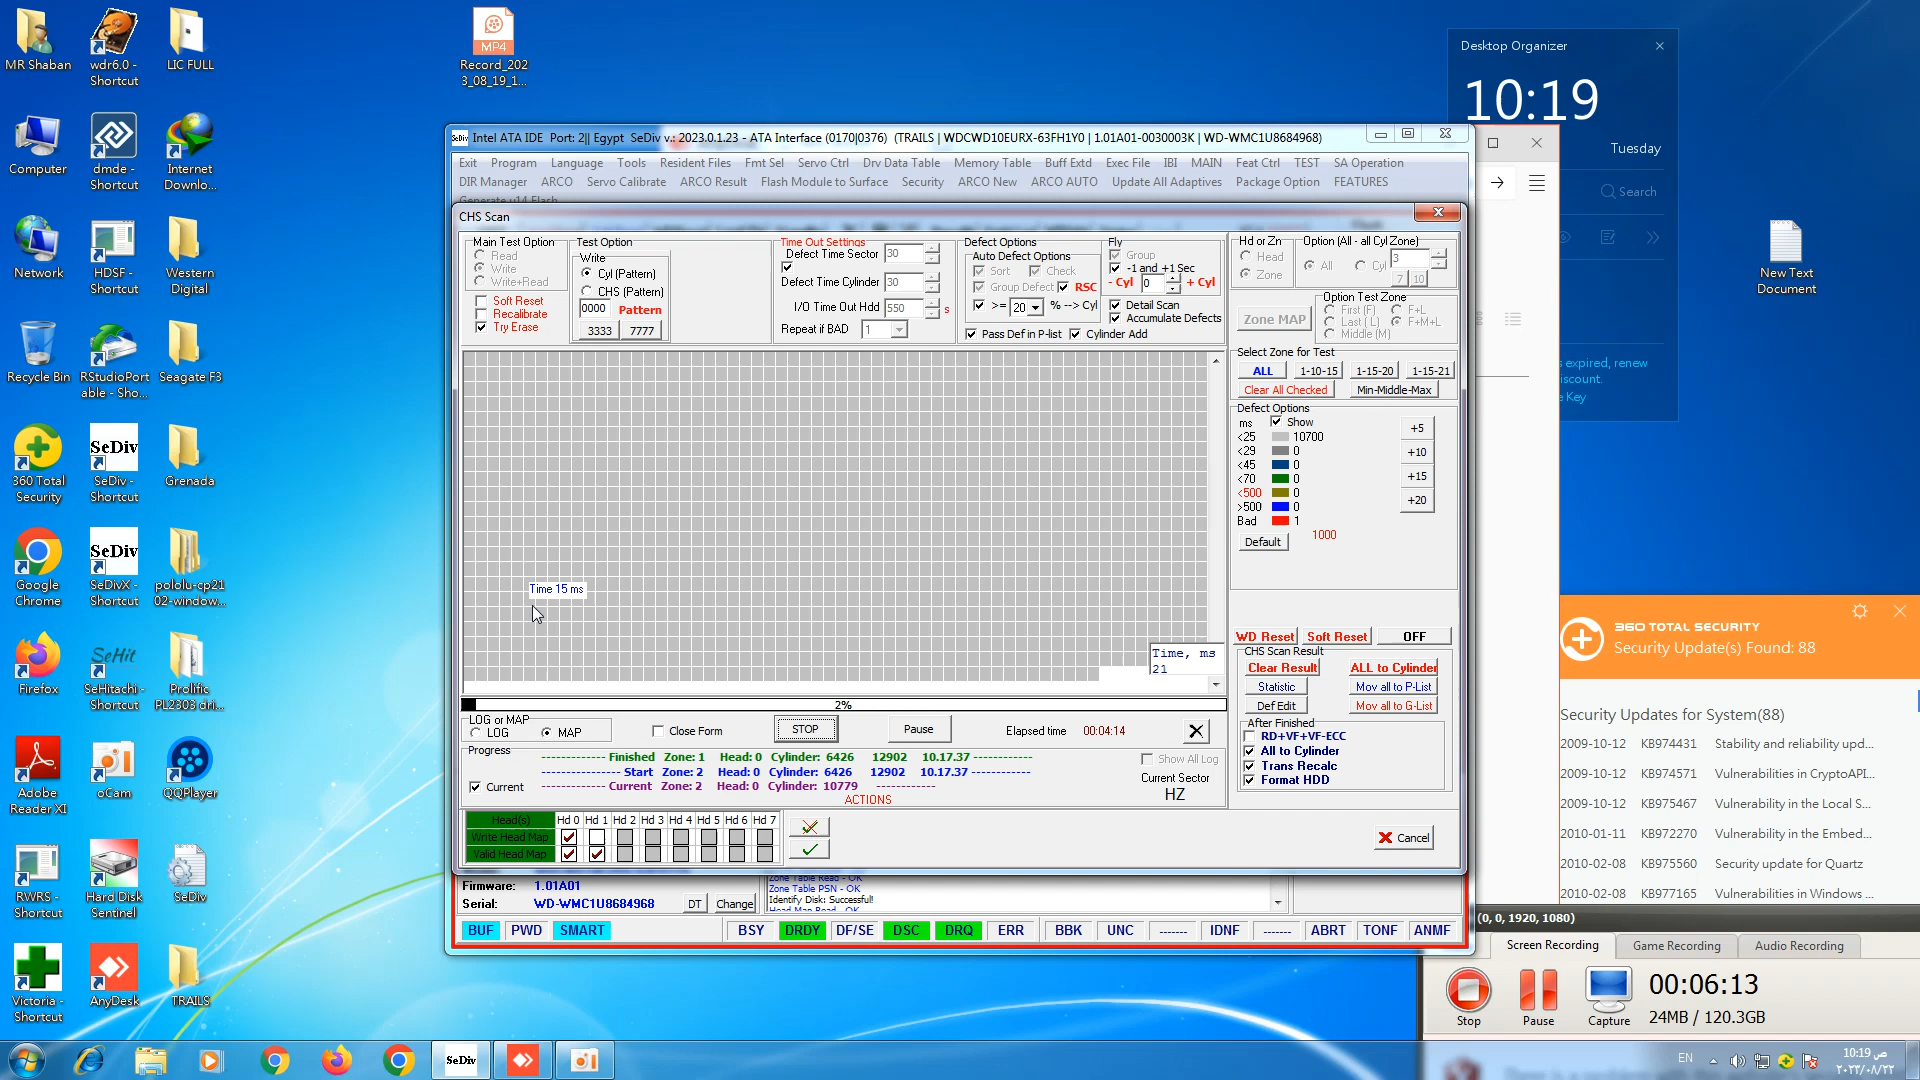 MR Shaban
wdr6.0 - Shortcut
LIC FULL
MP4
Record_2023_08_19_1...
Computer
dmde - Shortcut
Internet Downlo...
Network
HDSF - Shortcut
Western Digital
Recycle Bin
RStudioPortable - Sho...
Seagate F3
360 Total Security
SeDiv
SeDiv - Shortcut
Grenada
Google Chrome
SeDiv
SeDivX - Shortcut
pololu-cp2102-window...
Firefox
SeHit
SeHitachi - Shortcut
Prolific PL2303 dri...
Adobe Reader XI
oCam
QQPlayer
RWRS - Shortcut
Hard Disk Sentinel
SeDiv
Victoria - Shortcut
AnyDesk
TRAILS
Desktop Organizer
10:19
Tuesday
Search
New Text Document
s expired, renew
iscount.
e Key
Intel ATA IDE Port: 2|| Egypt SeDiv v.: 2023.0.1.23 - ATA Interface (0170|0376) (TRAILS | WDCWD10EURX-63FH1Y0 | 1.01A01-0030003K | WD-WMC1U8684968)
Exit Program Language Tools Resident Files Fmt Sel Servo Ctrl Drv Data Table Memory Table Buff Extd Exec File IBI MAIN Feat Ctrl TEST SA Operation
DIR Manager ARCO Servo Calibrate ARCO Result Flash Module to Surface Security ARCO New ARCO AUTO Update All Adaptives Package Option FEATURES
Generate u14 Flash
CHS Scan
Main Test Option
Read
Write
Write+Read
Soft Reset
Recalibrate
Try Erase
Test Option
Write
Cyl (Pattern)
CHS (Pattern)
0000 Pattern
3333 7777
Time Out Settings
Defect Time Sector 30
Defect Time Cylinder 30
I/O Time Out Hdd 550 s
Repeat if BAD 1
Defect Options
Auto Defect Options
Sort Check
Group Defect RSC
>= 20 % --> Cyl
Pass Def in P-list Cylinder Add
Fly
Group
-1 and +1 Sec
- Cyl 0 + Cyl
Detail Scan
Accumulate Defects
Hd or Zn
Head
Zone
Option (All - all Cyl Zone)
All Cyl 3
7 10
Zone MAP
Option Test Zone
First (F) F+L
Last ( L) F+M+L
Middle (M)
Select Zone for Test
ALL 1-10-15 1-15-20 1-15-21
Clear All Checked Min-Middle-Max
Defect Options
ms Show
<25 10700
<29 0
<45 0
<70 0
<500 0
>500 0
Bad 1
+5
+10
+15
+20
Default
1000
Time 15 ms
Time, ms
21
WD Reset Soft Reset OFF
CHS Scan Result
Clear Result ALL to Cylinder
Statistic Mov all to P-List
Def Edit Mov all to G-List
After Finished
RD+VF+VF-ECC
All to Cylinder
Trans Recalc
Format HDD
2%
LOG or MAP
LOG MAP
Close Form
STOP
Pause
Elapsed time 00:04:14
Progress
------------- Finished Zone: 1 Head: 0 Cylinder: 6426 12902 10.17.37 ------------
------------- Start Zone: 2 Head: 0 Cylinder: 6426 12902 10.17.37 ------------
------------- Current Zone: 2 Head: 0 Cylinder: 10779 ------------
Current
ACTIONS
Show All Log
Current Sector
HZ
Head(s) Hd 0 Hd 1 Hd 2 Hd 3 Hd 4 Hd 5 Hd 6 Hd 7
Write Head Map
Valid Head Map
Cancel
Firmware: 1.01A01
Serial: WD-WMC1U8684968 DT Change
Zone Table Read - OK
Zone Table PSN - OK
Identify Disk: Successful!
Head Map Read - OK
BUF PWD SMART BSY DRDY DF/SE DSC DRQ ERR BBK UNC ------- IDNF ------- ABRT TONF ANMF
360 TOTAL SECURITY
Security Update(s) Found: 88
Security Updates for System(88)
2009-10-12 KB974431 Stability and reliability upd...
2009-10-12 KB974571 Vulnerabilities in CryptoAPI...
2009-10-12 KB975467 Vulnerability in the Local S...
2010-01-11 KB972270 Vulnerability in the Embed...
2010-02-08 KB975560 Security update for Quartz
2010-02-08 KB977165 Vulnerabilities in Windows ...
(0, 0, 1920, 1080)
Screen Recording Game Recording Audio Recording
Stop
Pause
Capture
00:06:13
24MB / 120.3GB
SeDiv
EN
10:19 ص
٢٠٢٣/٠٨/٢٢